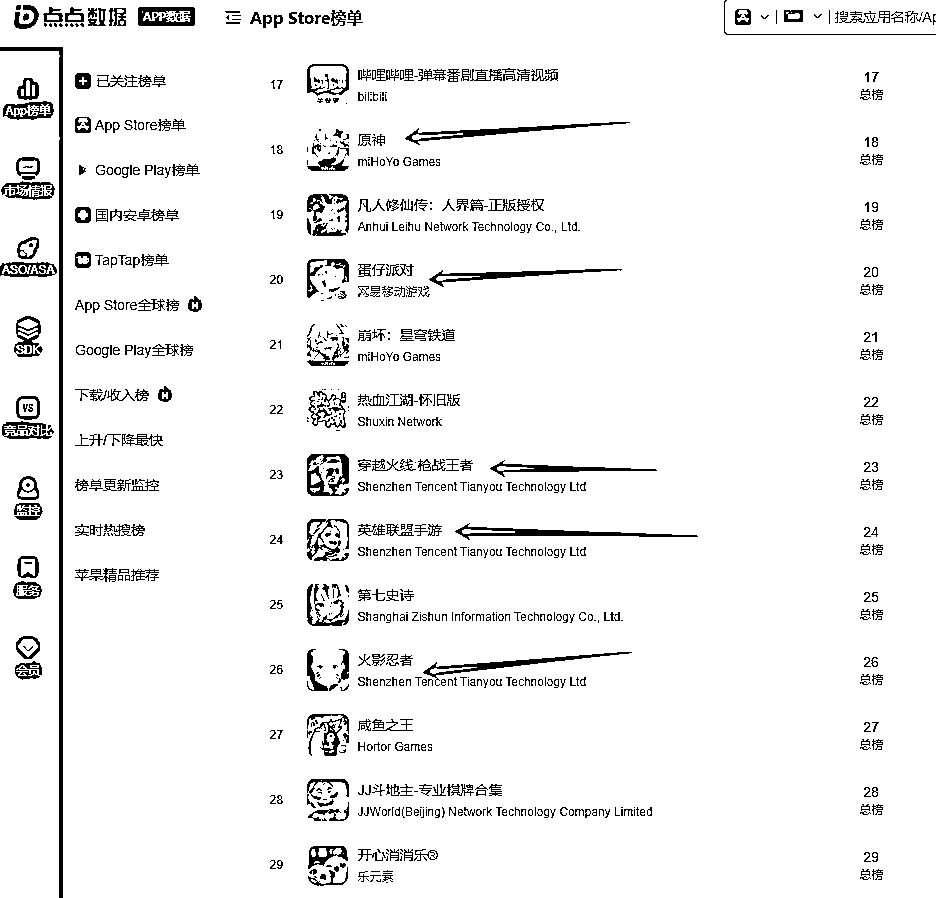 点点数据 APP数据 App Store榜单 搜索应用名称/Ap
App榜单
市场情报
ASO/ASA
SDK
VS
竞品对比
监控
服务
会员
已关注榜单
App Store榜单
Google Play榜单
国内安卓榜单
TapTap榜单
App Store全球榜
Google Play全球榜
下载/收入榜
上升/下降最快
榜单更新监控
实时热搜榜
苹果精品推荐
17 哔哩哔哩-弹幕番剧直播高清视频 17
bilibili 总榜
18 原神 18
miHoYo Games 总榜
19 凡人修仙传：人界篇-正版授权 19
Anhui Leihu Network Technology Co., Ltd. 总榜
20 蛋仔派对 20
网易移动游戏 总榜
21 崩坏：星穹铁道 21
miHoYo Games 总榜
22 热血江湖-怀旧版 22
Shuxin Network 总榜
23 穿越火线:枪战王者 23
Shenzhen Tencent Tianyou Technology Ltd 总榜
24 英雄联盟手游 24
Shenzhen Tencent Tianyou Technology Ltd 总榜
25 第七史诗 25
Shanghai Zishun Information Technology Co., Ltd. 总榜
26 火影忍者 26
Shenzhen Tencent Tianyou Technology Ltd 总榜
27 咸鱼之王 27
Hortor Games 总榜
28 JJ斗地主-专业棋牌合集 28
JJWorld(Beijing) Network Technology Company Limited 总榜
29 开心消消乐® 29
乐元素 总榜